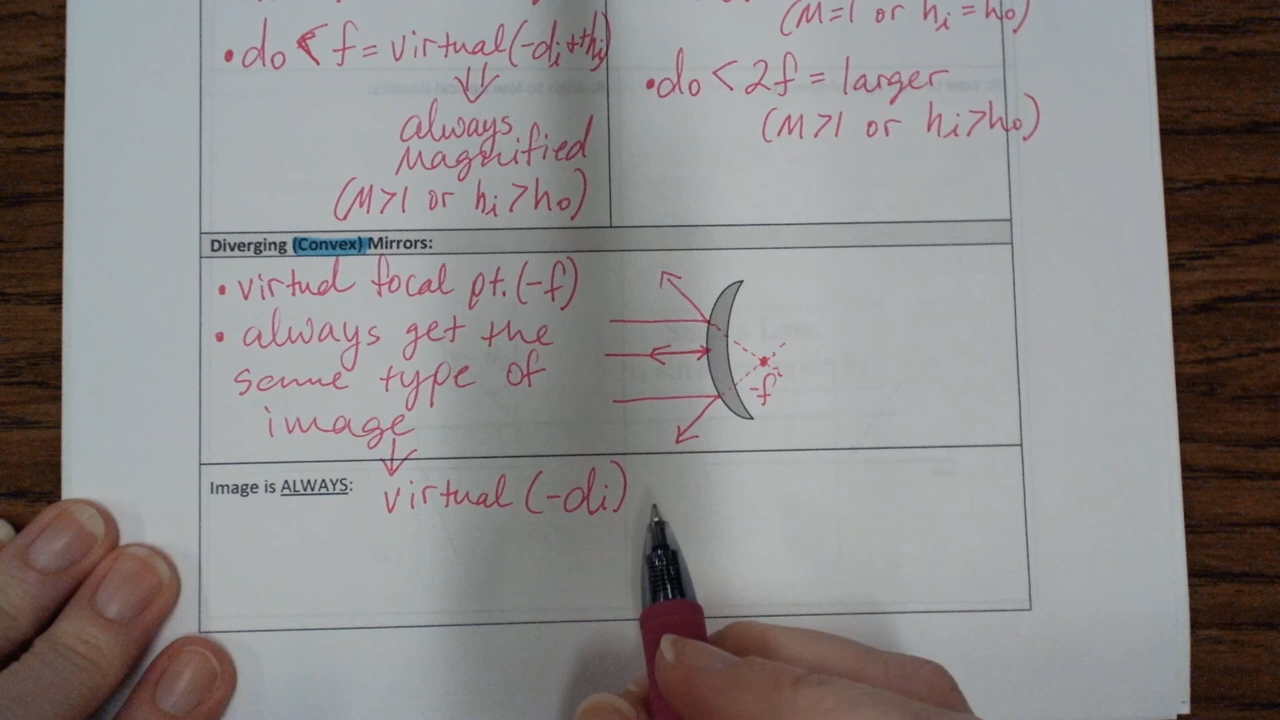 (M=1 or hi=ho)
•do < f = virtual (-di +hi)
always
magnified
(M>1 or hi>ho)
•do < 2f = larger
(M>1 or hi>ho)
Diverging (Convex) Mirrors:
• virtual focal pt. (-f)
• always get the
same type of
image
-f
Image is ALWAYS: virtual (-di)